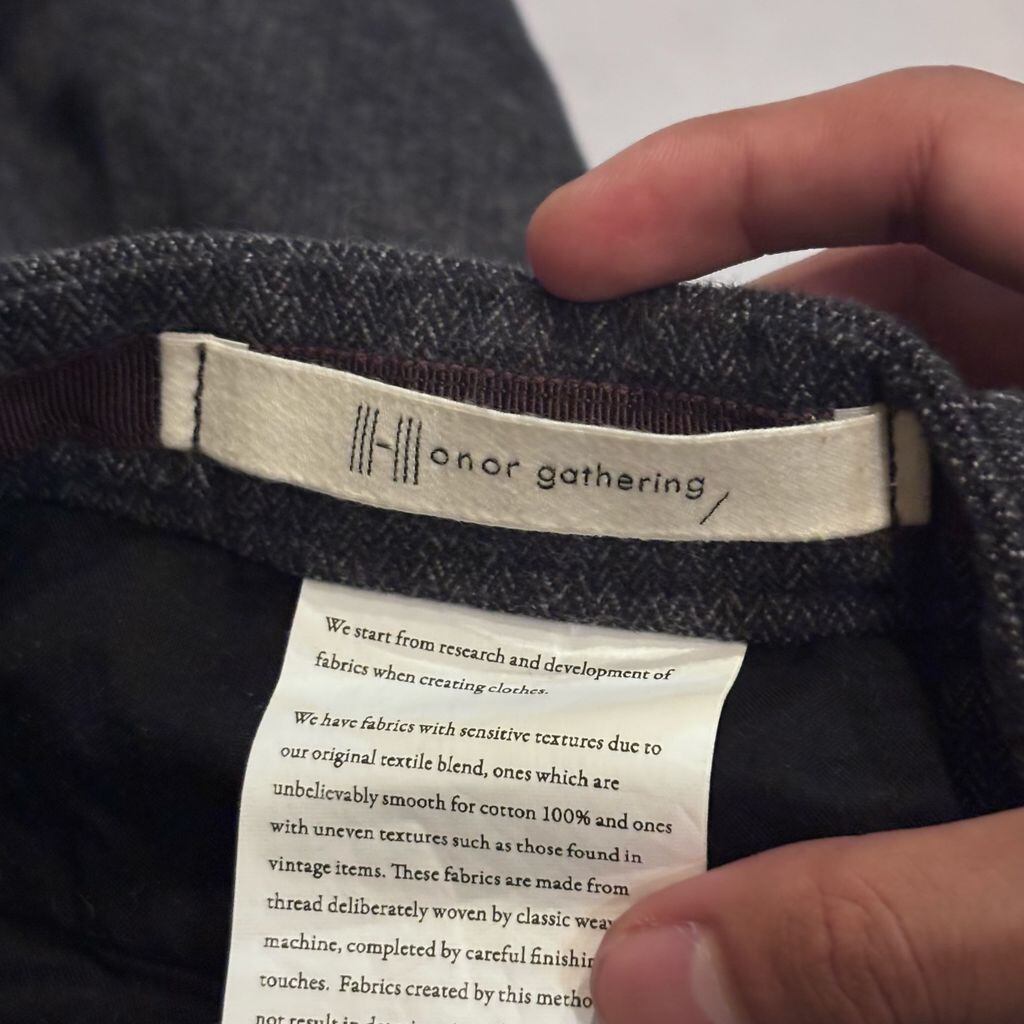 Honor gathering/
We start from research and development of
fabrics when creating clothes.
We have fabrics with sensitive textures due to
our original textile blend, ones which are
unbelievably smooth for cotton 100% and ones
with uneven textures such as those found in
vintage items. These fabrics are made from
thread deliberately woven by classic
machine, completed by careful
touches. Fabrics created by this
not result in